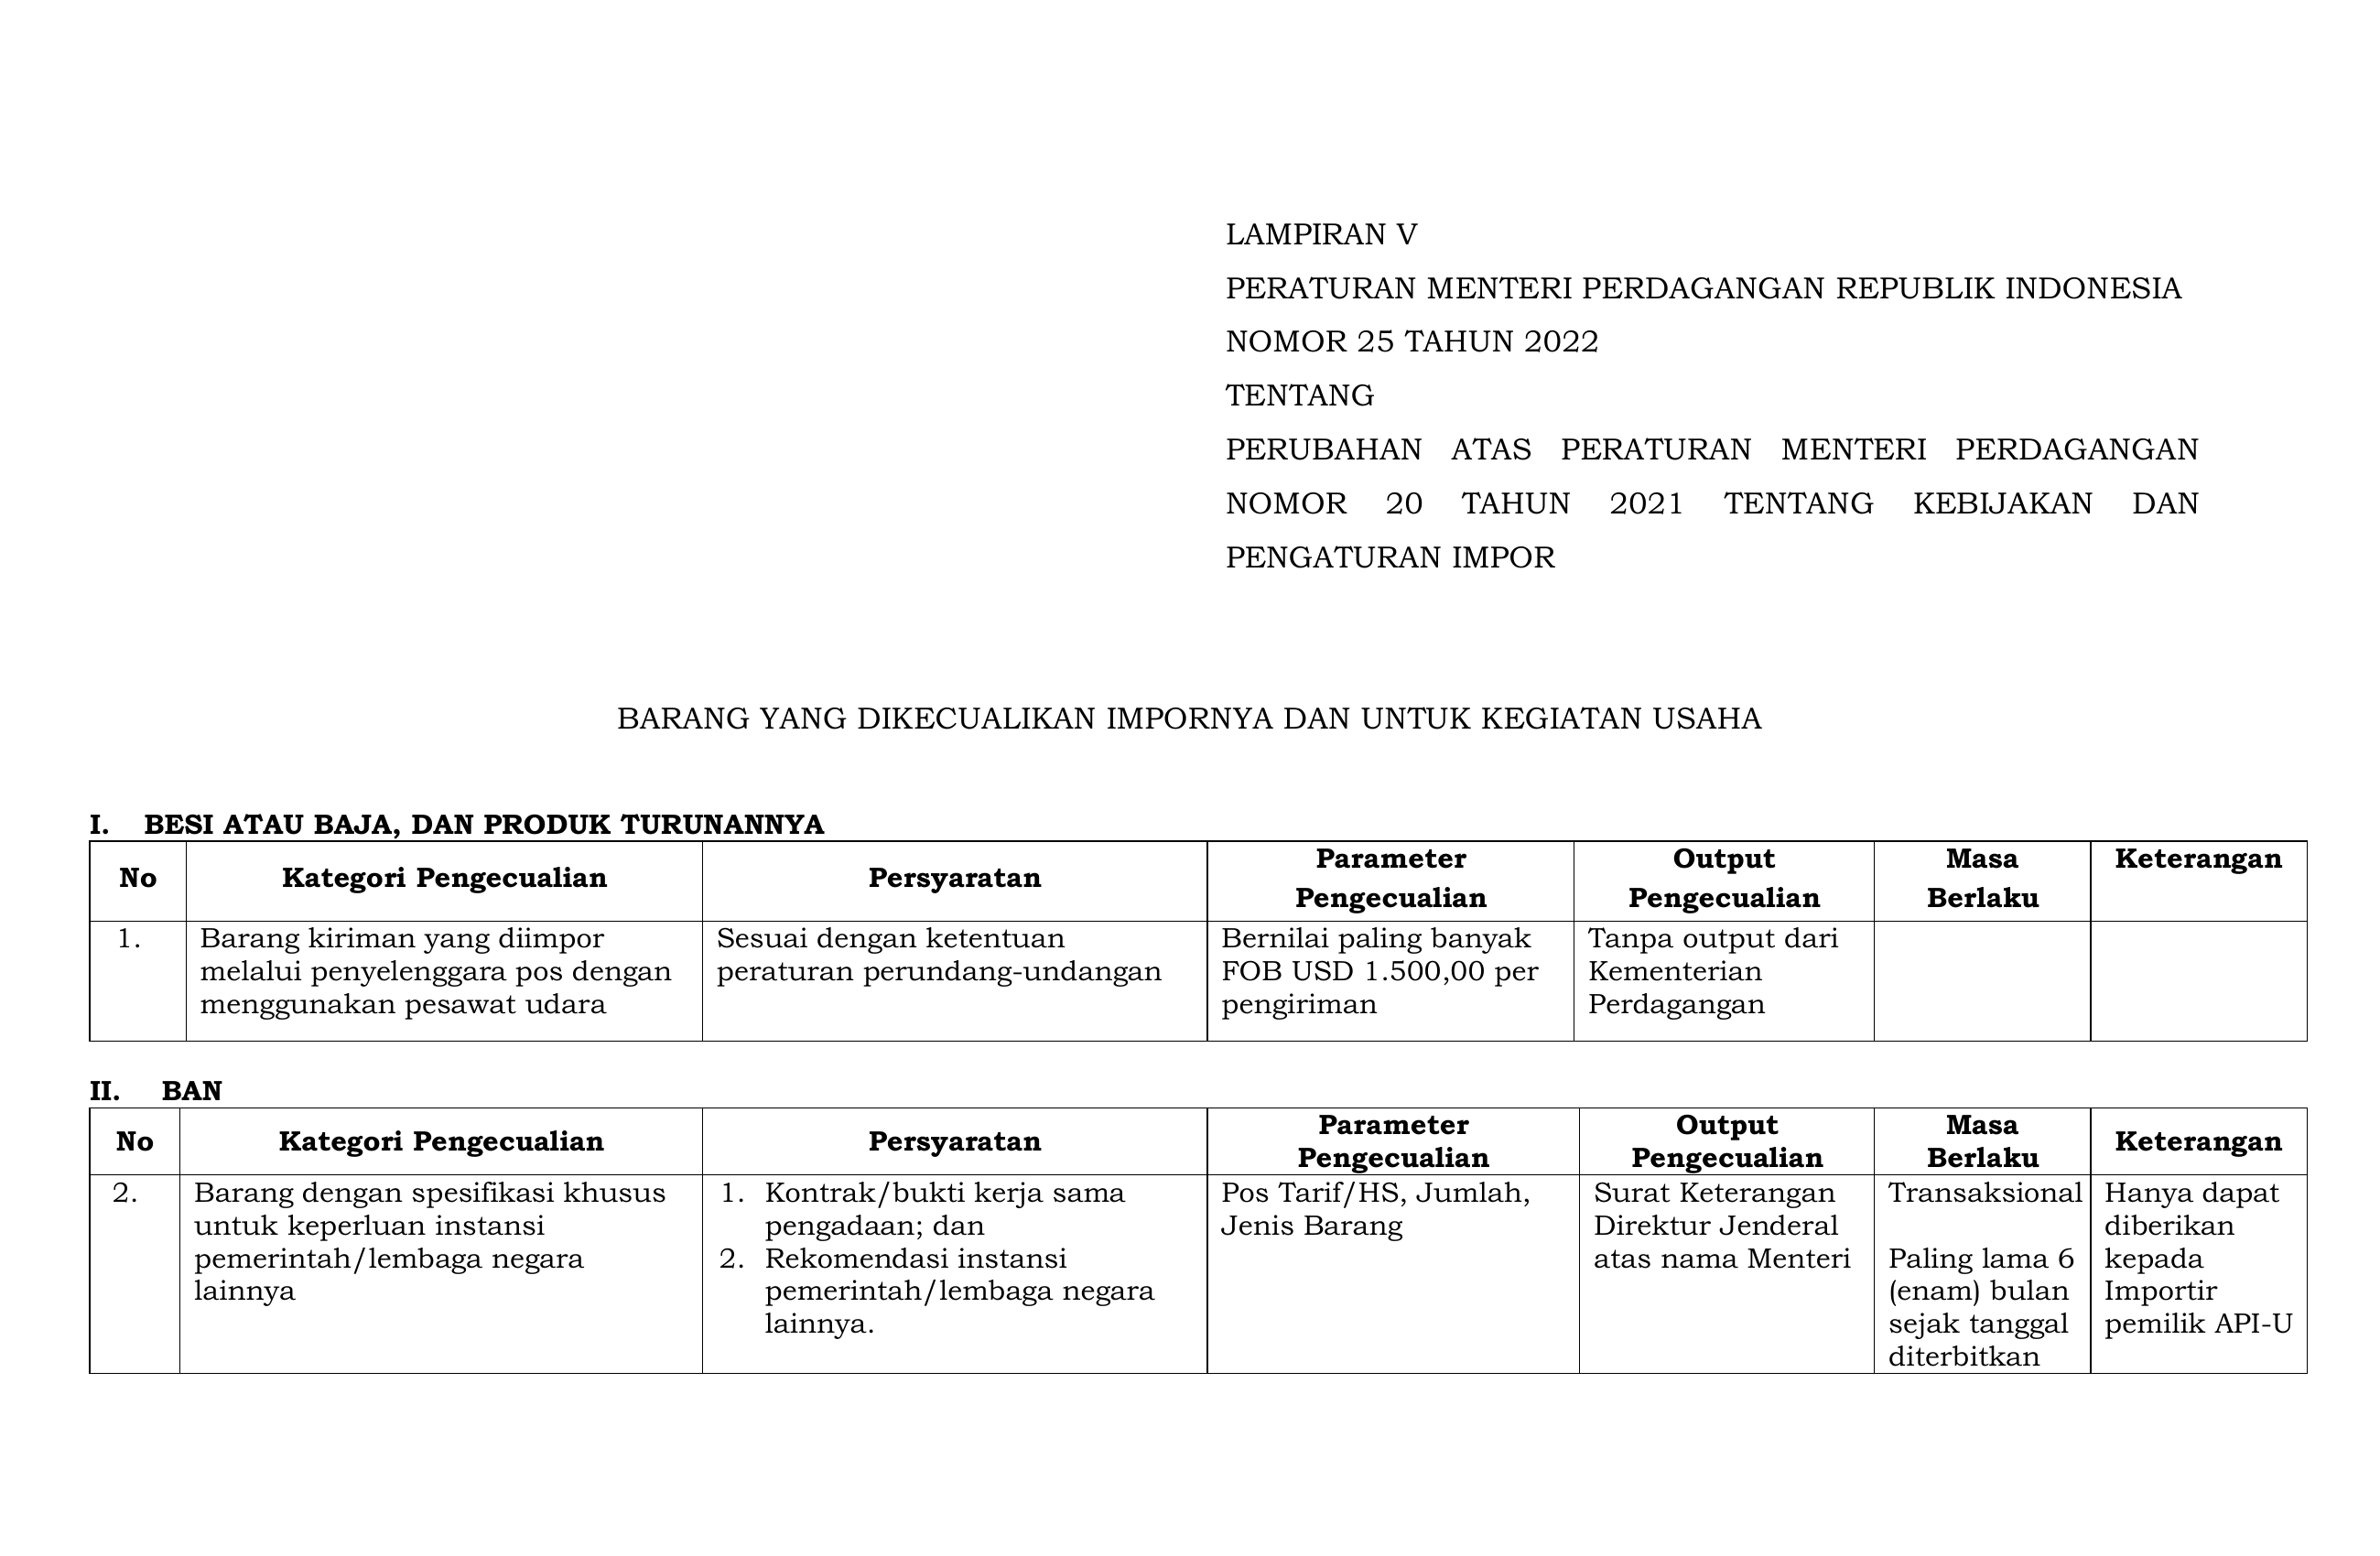 LAMPIRAN V
PERATURAN MENTERI PERDAGANGAN REPUBLIK INDONESIA
NOMOR 25 TAHUN 2022
TENTANG
PERUBAHAN ATAS PERATURAN MENTERI PERDAGANGAN
NOMOR 20 TAHUN 2021 TENTANG KEBIJAKAN DAN
PENGATURAN IMPOR
BARANG YANG DIKECUALIKAN IMPORNYA DAN UNTUK KEGIATAN USAHA
I. BESI ATAU BAJA, DAN PRODUK TURUNANNYA
No
Kategori Pengecualian
Persyaratan
Parameter
Pengecualian
Output
Pengecualian
Masa
Berlaku
Keterangan
1.
Barang kiriman yang diimpor
melalui penyelenggara pos dengan
menggunakan pesawat udara
Sesuai dengan ketentuan
peraturan perundang-undangan
Bernilai paling banyak
FOB USD 1.500,00 per
pengiriman
Tanpa output dari
Kementerian
Perdagangan
II. BAN
No
Kategori Pengecualian
Persyaratan
Parameter
Pengecualian
Output
Pengecualian
Masa
Berlaku
Keterangan
2.
Barang dengan spesifikasi khusus
untuk keperluan instansi
pemerintah/lembaga negara
lainnya
1. Kontrak/bukti kerja sama
pengadaan; dan
2. Rekomendasi instansi
pemerintah/lembaga negara
lainnya.
Pos Tarif/HS, Jumlah,
Jenis Barang
Surat Keterangan
Direktur Jenderal
atas nama Menteri
Transaksional
Paling lama 6
(enam) bulan
sejak tanggal
diterbitkan
Hanya dapat
diberikan
kepada
Importir
pemilik API-U